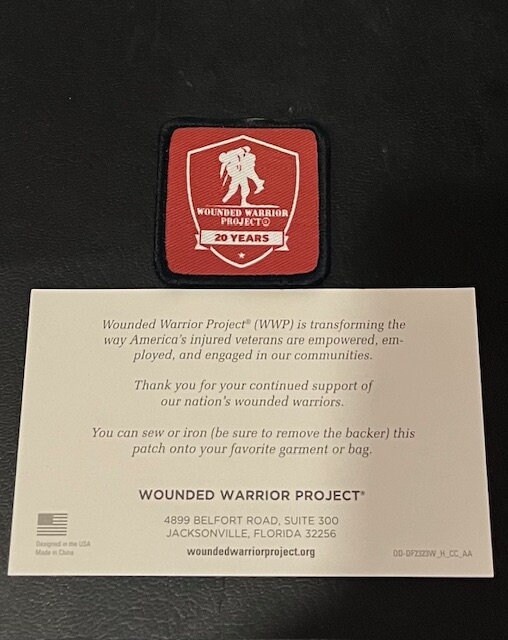 WOUNDED WARRIOR
PROJECT®
20 YEARS
Wounded Warrior Project® (WWP) is transforming the
way America's injured veterans are empowered, em-
ployed, and engaged in our communities.
Thank you for your continued support of
our nation's wounded warriors.
You can sew or iron (be sure to remove the backer) this
patch onto your favorite garment or bag.
WOUNDED WARRIOR PROJECT®
4899 BELFORT ROAD, SUITE 300
JACKSONVILLE, FLORIDA 32256
woundedwarriorproject.org
Designed in the USA
Made in China
DD-DFZ323W_H_CC_AA